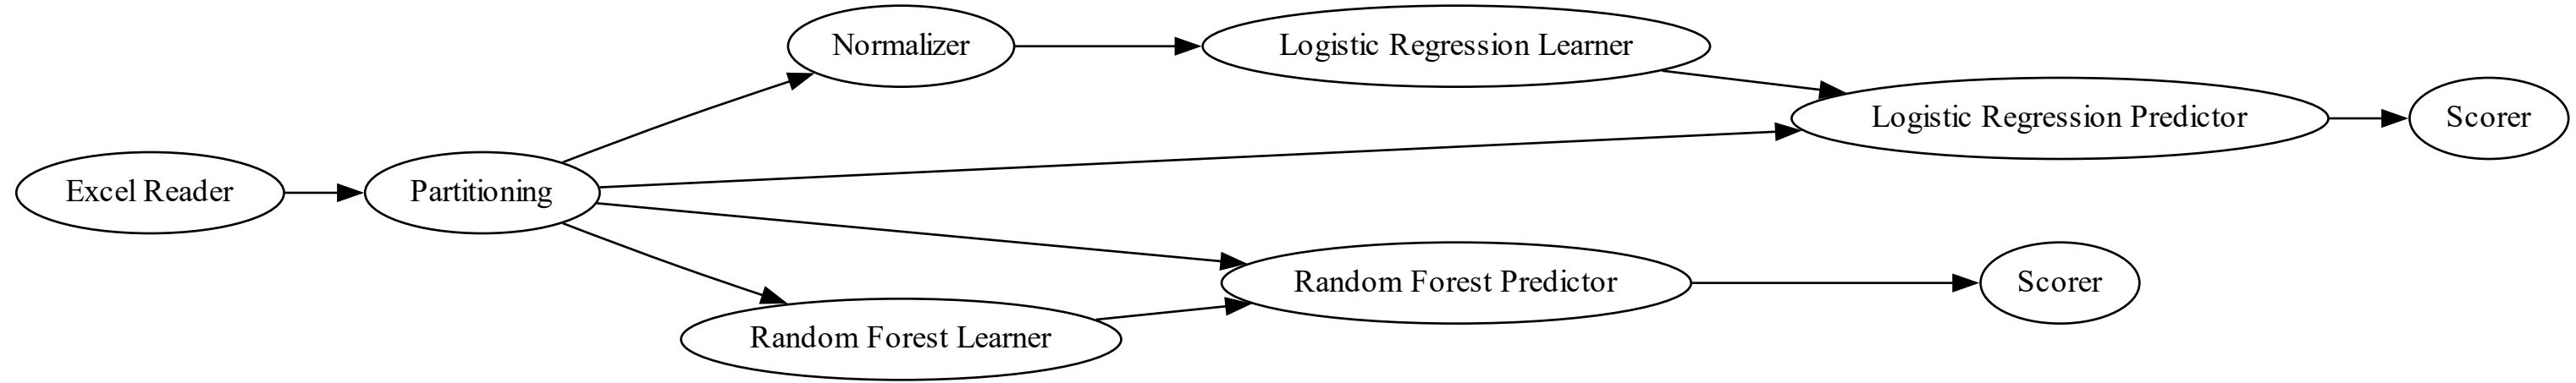 Excel Reader
Partitioning
Normalizer
Logistic Regression Learner
Logistic Regression Predictor
Scorer
Random Forest Predictor
Scorer
Random Forest Learner